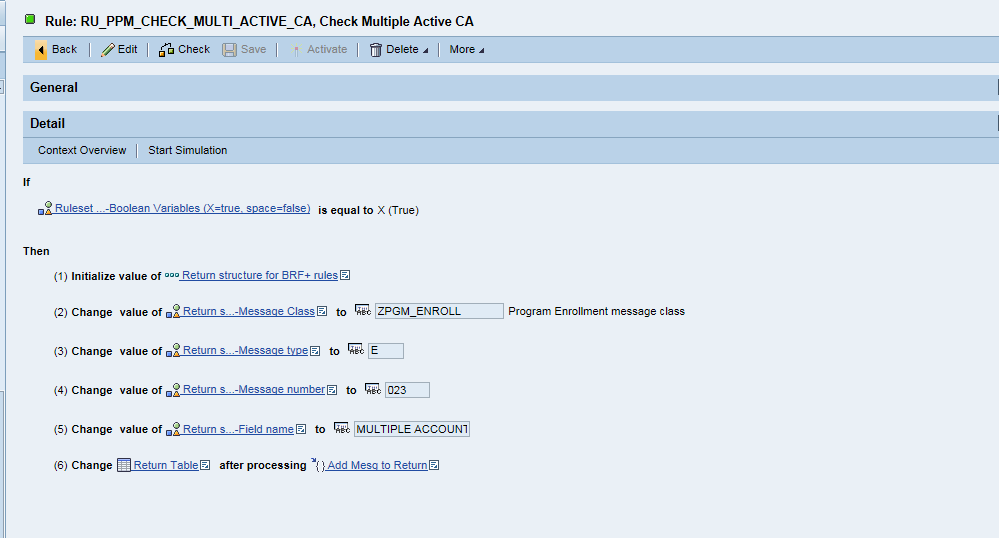 Rule: RU_PPM_CHECK_MULTI_ACTIVE_CA, Check Multiple Active CA
Back Edit Check Save Activate Delete More
General
Detail
Context Overview Start Simulation
If
Ruleset ...-Boolean Variables (X=true, space=false) is equal to X (True)
Then
(1) Initialize value of Return structure for BRF+ rules
(2) Change value of Return s...-Message Class to ZPGM_ENROLL Program Enrollment message class
(3) Change value of Return s...-Message type to E
(4) Change value of Return s...-Message number to 023
(5) Change value of Return s...-Field name to MULTIPLE ACCOUNT
(6) Change Return Table after processing Add Mesg to Return